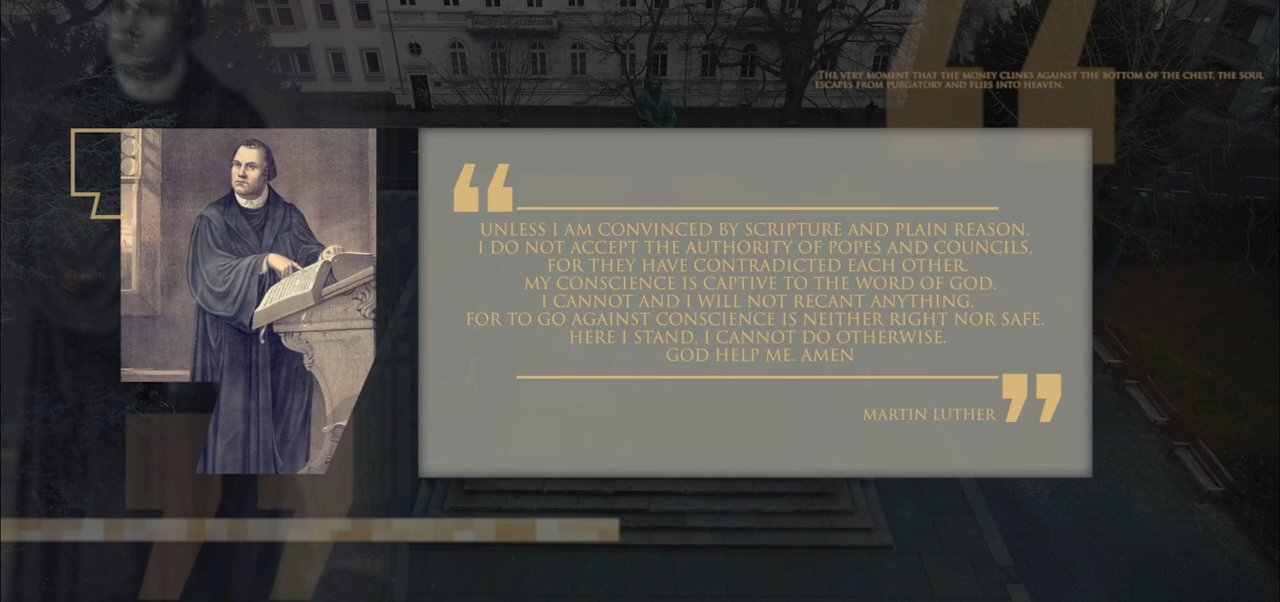 THE VERY MOMENT THAT THE MONEY CLINKS AGAINST THE BOTTOM OF THE CHEST, THE SOUL
ESCAPES FROM PURGATORY AND FLIES INTO HEAVEN.
“
UNLESS I AM CONVINCED BY SCRIPTURE AND PLAIN REASON.
I DO NOT ACCEPT THE AUTHORITY OF POPES AND COUNCILS,
FOR THEY HAVE CONTRADICTED EACH OTHER.
MY CONSCIENCE IS CAPTIVE TO THE WORD OF GOD.
I CANNOT AND I WILL NOT RECANT ANYTHING,
FOR TO GO AGAINST CONSCIENCE IS NEITHER RIGHT NOR SAFE.
HERE I STAND, I CANNOT DO OTHERWISE.
GOD HELP ME. AMEN
”
MARTIN LUTHER